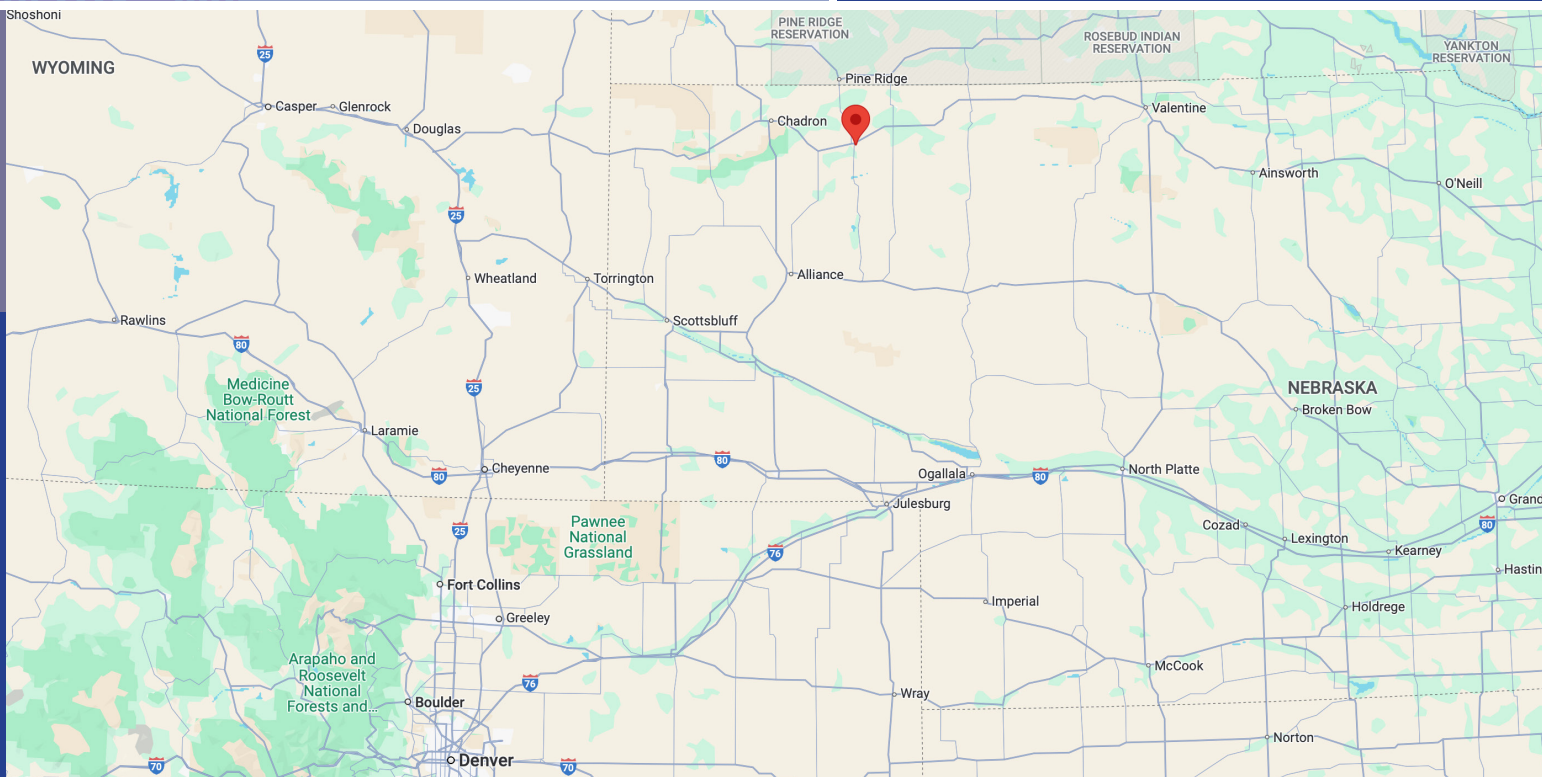 Shoshoni
PINE RIDGE
RESERVATION
ROSEBUD INDIAN
RESERVATION
YANKTON
RESERVATION
WYOMING
25
Pine Ridge
Casper
Glenrock
Valentine
Chadron
Douglas
Ainsworth
O'Neill
25
Wheatland
Torrington
Alliance
Rawlins
Scottsbluff
80
Medicine
Bow-Routt
National Forest
25
NEBRASKA
Broken Bow
Laramie
80
Cheyenne
80
Ogallala
80
North Platte
Julesburg
Grand
25
Pawnee
National
Grassland
76
Cozad
80
Lexington
Kearney
Hastin
Fort Collins
Greeley
Imperial
Holdrege
Arapaho and
Roosevelt
National
Forests and...
McCook
76
Wray
Boulder
Norton
70
Denver
70